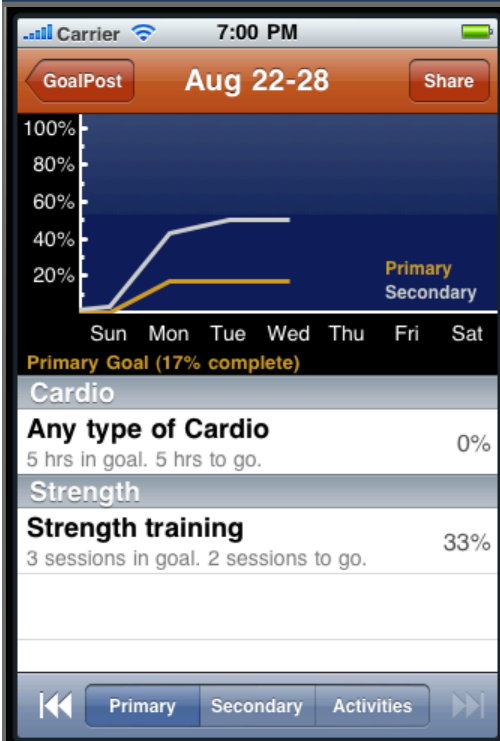 Carrier 7:00 PM
GoalPost Aug 22-28 Share
100%
80%
60%
40%
20%
Primary
Secondary
Sun Mon Tue Wed Thu Fri Sat
Primary Goal (17% complete)
Cardio
Any type of Cardio
0%
5 hrs in goal. 5 hrs to go.
Strength
Strength training
33%
3 sessions in goal. 2 sessions to go.
Primary Secondary Activities